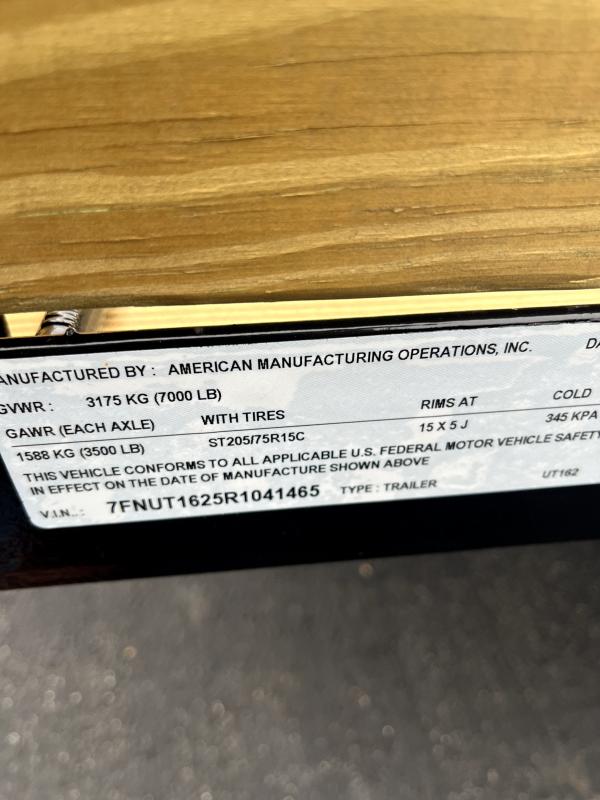 ANUFACTURED BY : AMERICAN MANUFACTURING OPERATIONS, INC. DA
GVWR : 3175 KG (7000 LB)
GAWR (EACH AXLE) WITH TIRES RIMS AT COLD
1588 KG (3500 LB) ST205/75R15C 15 X 5 J 345 KPA
THIS VEHICLE CONFORMS TO ALL APPLICABLE U.S. FEDERAL MOTOR VEHICLE SAFETY
IN EFFECT ON THE DATE OF MANUFACTURE SHOWN ABOVE
V.I.N..: 7FNUT1625R1041465 TYPE : TRAILER UT162